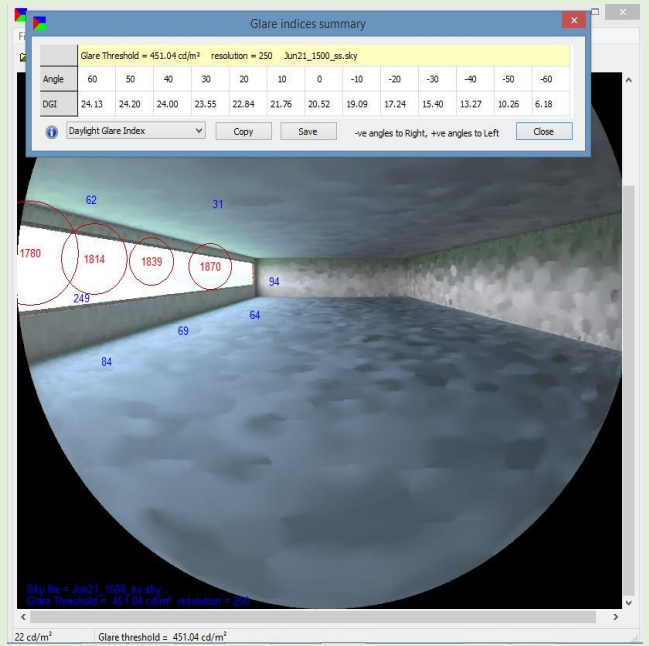 Glare indices summary
Fi
Glare Threshold = 451.04 cd/m² resolution = 250 Jun21_1500_ss.sky
Angle 60 50 40 30 20 10 0 -10 -20 -30 -40 -50 -60
DGI 24.13 24.20 24.00 23.55 22.84 21.76 20.52 19.09 17.24 15.40 13.27 10.26 6.18
Daylight Glare Index Copy Save -ve angles to Right, +ve angles to Left Close
62
31
1780
1814
1839
1870
94
249
64
69
84
Sky file = Jun21_1500_ss.sky
Glare Threshold = 451.04 cd/m² resolution = 250
22 cd/m² Glare threshold = 451.04 cd/m²